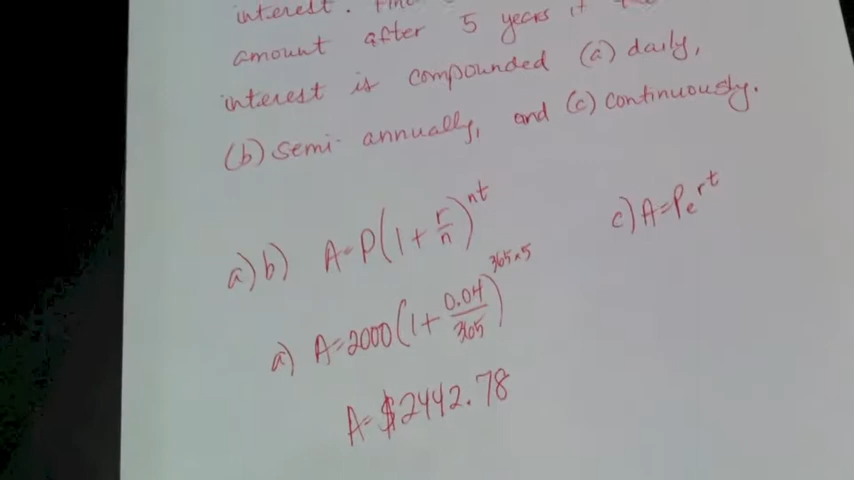 interest.
amount after 5 years if
interest is compounded (a) daily,
(b) semi-annually, and (c) continuously.
a) b) A=P(1+r/n)^nt
c) A=Pe^rt
a) A=2000(1+0.04/365)^365×5
A=$2442.78